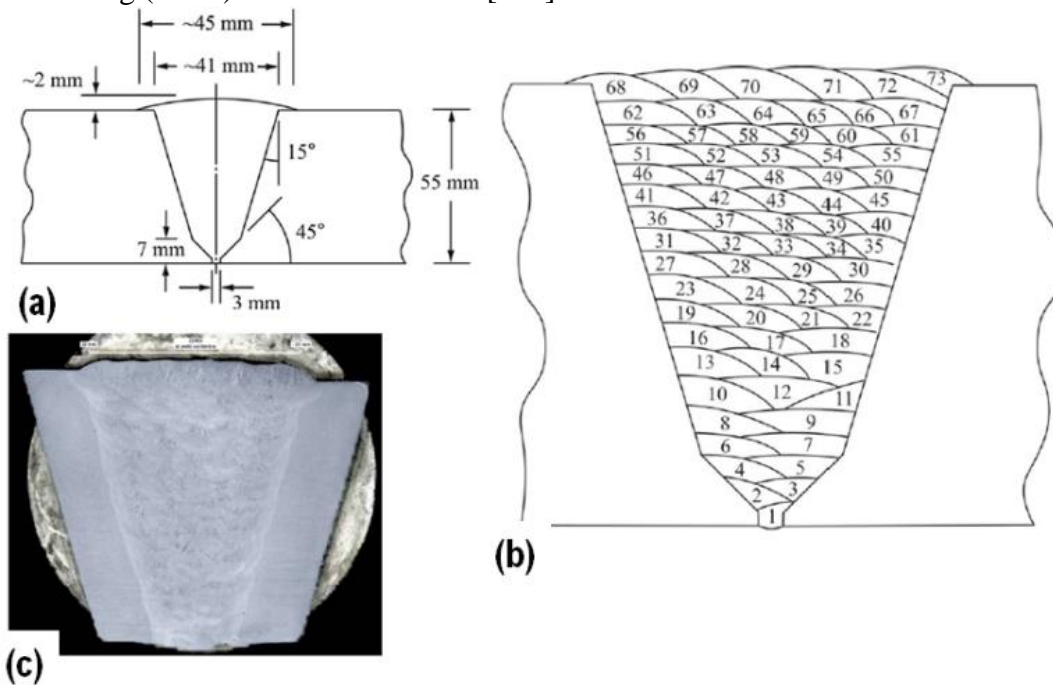 ~45 mm
~41 mm
~2 mm
15°
55 mm
45°
7 mm
3 mm
(a)
68 69 70 71 72 73
62 63 64 65 66 67
56 57 58 59 60 61
51 52 53 54 55
46 47 48 49 50
41 42 43 44 45
36 37 38 39 40
31 32 33 34 35
27 28 29 30
23 24 25 26
19 20 21 22
16 17 18
13 14 15
10 12 11
8 9
6 7
4 5
2 3
1
(b)
(c)